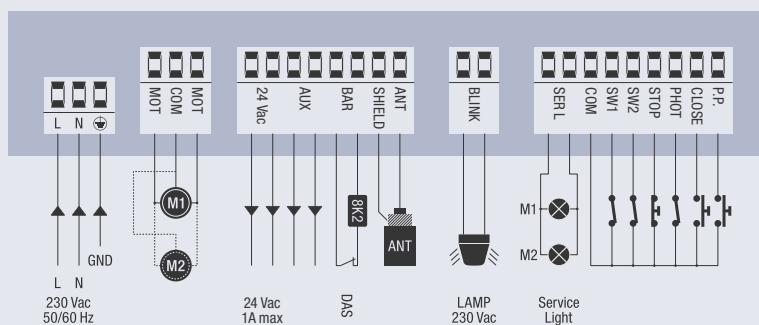 MOT
COM
MOT
24 Vac
AUX
BAR
SHIELD
ANT
BLINK
SER L
COM
SW1
SW2
STOP
PHOT
CLOSE
P.P.
L N
M1
M2
8K2
ANT
M1
M2
L N
GND
230 Vac
50/60 Hz
24 Vac
1A max
DAS
LAMP
230 Vac
Service
Light